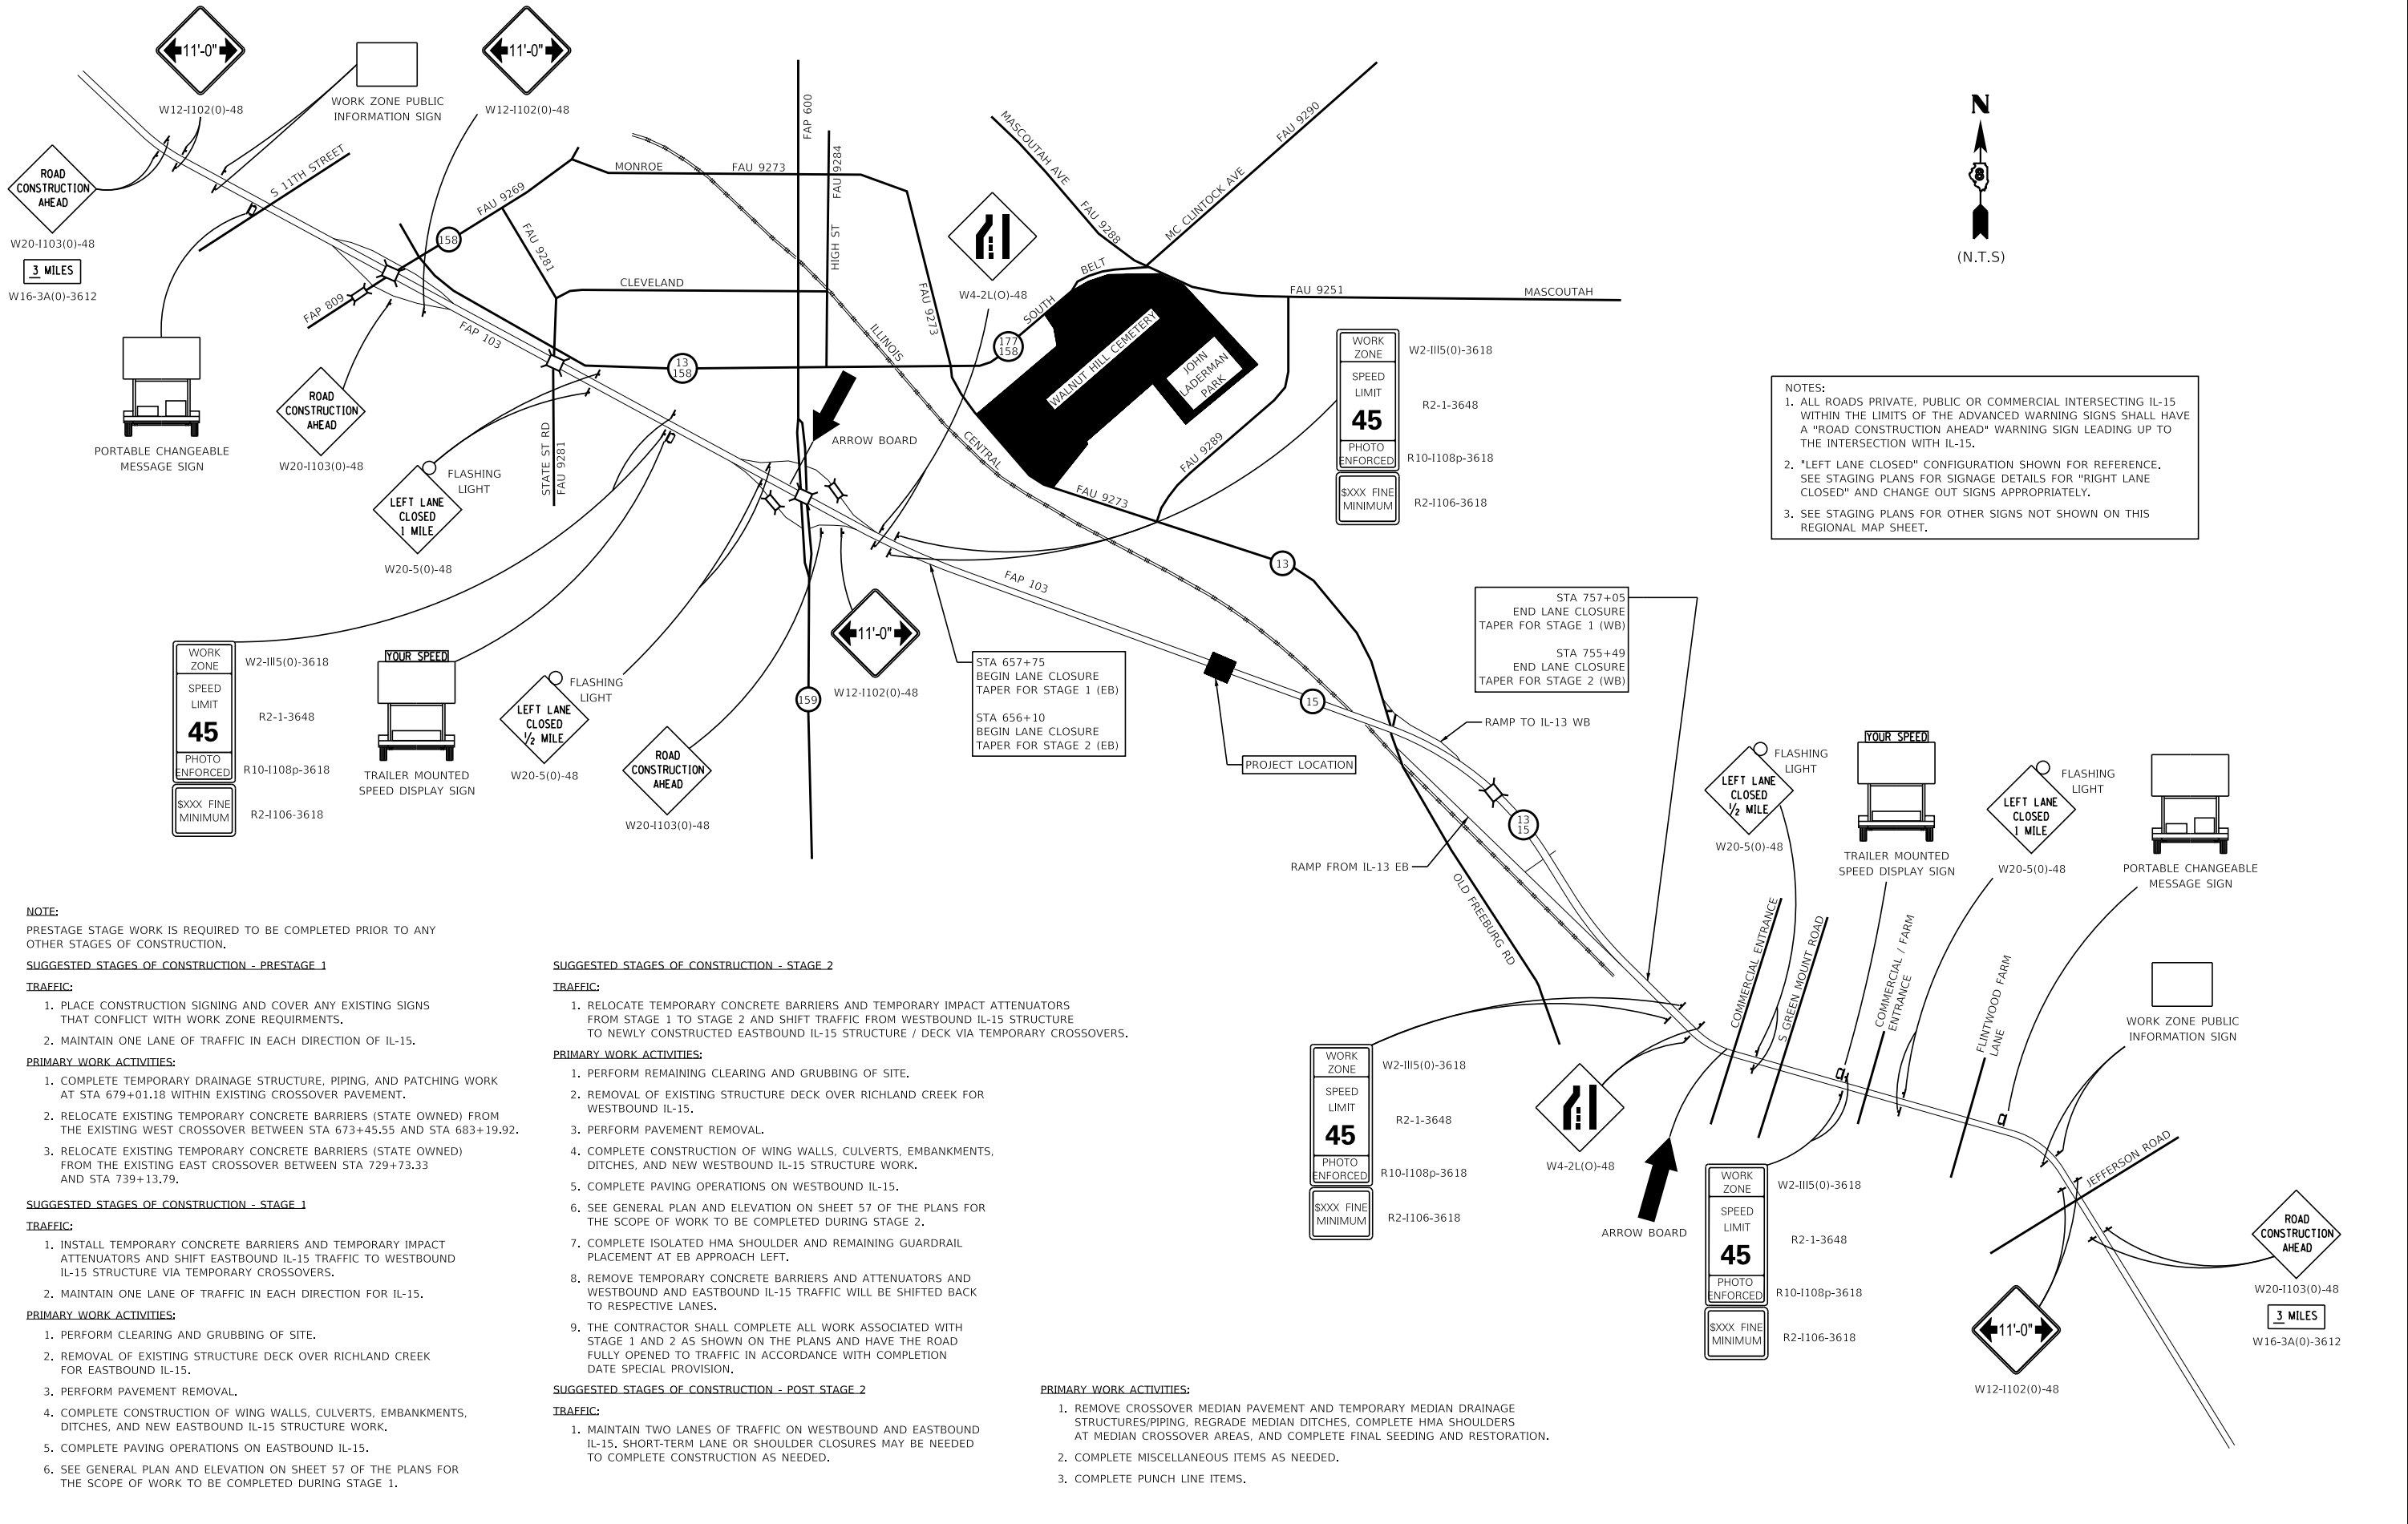 11'-0"
W12-I102(0)-48
WORK ZONE PUBLIC
INFORMATION SIGN
11'-0"
W12-I102(0)-48
ROAD
CONSTRUCTION
AHEAD
W20-I103(0)-48
3 MILES
W16-3A(0)-3612
S 11TH STREET
158
FAU 9269
FAU 9281
FAP 809
FAP 103
MONROE
FAU 9273
FAP 600
FAU 9284
HIGH ST
CLEVELAND
13
158
ILLINOIS
CENTRAL
FAU 9273
W4-2L(O)-48
177
158
SOUTH
BELT
MASCOUTAH AVE
FAU 9288
MC CLINTOCK AVE
FAU 9290
FAU 9251
MASCOUTAH
WALNUT HILL CEMETERY
JOHN
LADERMAN
PARK
FAU 9289
FAU 9273
N
8
(N.T.S)
PORTABLE CHANGEABLE
MESSAGE SIGN
ROAD
CONSTRUCTION
AHEAD
W20-I103(0)-48
LEFT LANE
CLOSED
1 MILE
FLASHING
LIGHT
W20-5(0)-48
STATE ST RD
FAU 9281
ARROW BOARD
WORK
ZONE
SPEED
LIMIT
45
PHOTO
ENFORCED
$XXX FINE
MINIMUM
W2-III5(0)-3618
R2-1-3648
R10-I108p-3618
R2-I106-3618
NOTES:
1. ALL ROADS PRIVATE, PUBLIC OR COMMERCIAL INTERSECTING IL-15
WITHIN THE LIMITS OF THE ADVANCED WARNING SIGNS SHALL HAVE
A "ROAD CONSTRUCTION AHEAD" WARNING SIGN LEADING UP TO
THE INTERSECTION WITH IL-15.
2. "LEFT LANE CLOSED" CONFIGURATION SHOWN FOR REFERENCE.
SEE STAGING PLANS FOR SIGNAGE DETAILS FOR "RIGHT LANE
CLOSED" AND CHANGE OUT SIGNS APPROPRIATELY.
3. SEE STAGING PLANS FOR OTHER SIGNS NOT SHOWN ON THIS
REGIONAL MAP SHEET.
WORK
ZONE
SPEED
LIMIT
45
PHOTO
ENFORCED
$XXX FINE
MINIMUM
W2-III5(0)-3618
R2-1-3648
R10-I108p-3618
R2-I106-3618
YOUR SPEED
TRAILER MOUNTED
SPEED DISPLAY SIGN
LEFT LANE
CLOSED
½ MILE
FLASHING
LIGHT
W20-5(0)-48
ROAD
CONSTRUCTION
AHEAD
W20-I103(0)-48
159
11'-0"
W12-I102(0)-48
STA 657+75
BEGIN LANE CLOSURE
TAPER FOR STAGE 1 (EB)
STA 656+10
BEGIN LANE CLOSURE
TAPER FOR STAGE 2 (EB)
FAP 103
13
15
PROJECT LOCATION
STA 757+05
END LANE CLOSURE
TAPER FOR STAGE 1 (WB)
STA 755+49
END LANE CLOSURE
TAPER FOR STAGE 2 (WB)
RAMP TO IL-13 WB
13
15
RAMP FROM IL-13 EB
OLD FREEBURG RD
LEFT LANE
CLOSED
½ MILE
FLASHING
LIGHT
W20-5(0)-48
YOUR SPEED
TRAILER MOUNTED
SPEED DISPLAY SIGN
LEFT LANE
CLOSED
1 MILE
FLASHING
LIGHT
W20-5(0)-48
PORTABLE CHANGEABLE
MESSAGE SIGN
COMMERCIAL ENTRANCE
S GREEN MOUNT ROAD
COMMERCIAL / FARM
ENTRANCE
FLINTWOOD FARM
LANE
WORK ZONE PUBLIC
INFORMATION SIGN
JEFFERSON ROAD
WORK
ZONE
SPEED
LIMIT
45
PHOTO
ENFORCED
$XXX FINE
MINIMUM
W2-III5(0)-3618
R2-1-3648
R10-I108p-3618
R2-I106-3618
W4-2L(O)-48
ARROW BOARD
WORK
ZONE
SPEED
LIMIT
45
PHOTO
ENFORCED
$XXX FINE
MINIMUM
W2-III5(0)-3618
R2-1-3648
R10-I108p-3618
R2-I106-3618
11'-0"
W12-I102(0)-48
ROAD
CONSTRUCTION
AHEAD
W20-I103(0)-48
3 MILES
W16-3A(0)-3612
NOTE:
PRESTAGE STAGE WORK IS REQUIRED TO BE COMPLETED PRIOR TO ANY
OTHER STAGES OF CONSTRUCTION.
SUGGESTED STAGES OF CONSTRUCTION - PRESTAGE 1
TRAFFIC:
1. PLACE CONSTRUCTION SIGNING AND COVER ANY EXISTING SIGNS
THAT CONFLICT WITH WORK ZONE REQUIRMENTS.
2. MAINTAIN ONE LANE OF TRAFFIC IN EACH DIRECTION OF IL-15.
PRIMARY WORK ACTIVITIES:
1. COMPLETE TEMPORARY DRAINAGE STRUCTURE, PIPING, AND PATCHING WORK
AT STA 679+01.18 WITHIN EXISTING CROSSOVER PAVEMENT.
2. RELOCATE EXISTING TEMPORARY CONCRETE BARRIERS (STATE OWNED) FROM
THE EXISTING WEST CROSSOVER BETWEEN STA 673+45.55 AND STA 683+19.92.
3. RELOCATE EXISTING TEMPORARY CONCRETE BARRIERS (STATE OWNED)
FROM THE EXISTING EAST CROSSOVER BETWEEN STA 729+73.33
AND STA 739+13.79.
SUGGESTED STAGES OF CONSTRUCTION - STAGE 1
TRAFFIC:
1. INSTALL TEMPORARY CONCRETE BARRIERS AND TEMPORARY IMPACT
ATTENUATORS AND SHIFT EASTBOUND IL-15 TRAFFIC TO WESTBOUND
IL-15 STRUCTURE VIA TEMPORARY CROSSOVERS.
2. MAINTAIN ONE LANE OF TRAFFIC IN EACH DIRECTION FOR IL-15.
PRIMARY WORK ACTIVITIES:
1. PERFORM CLEARING AND GRUBBING OF SITE.
2. REMOVAL OF EXISTING STRUCTURE DECK OVER RICHLAND CREEK
FOR EASTBOUND IL-15.
3. PERFORM PAVEMENT REMOVAL.
4. COMPLETE CONSTRUCTION OF WING WALLS, CULVERTS, EMBANKMENTS,
DITCHES, AND NEW EASTBOUND IL-15 STRUCTURE WORK.
5. COMPLETE PAVING OPERATIONS ON EASTBOUND IL-15.
6. SEE GENERAL PLAN AND ELEVATION ON SHEET 57 OF THE PLANS FOR
THE SCOPE OF WORK TO BE COMPLETED DURING STAGE 1.
SUGGESTED STAGES OF CONSTRUCTION - STAGE 2
TRAFFIC:
1. RELOCATE TEMPORARY CONCRETE BARRIERS AND TEMPORARY IMPACT ATTENUATORS
FROM STAGE 1 TO STAGE 2 AND SHIFT TRAFFIC FROM WESTBOUND IL-15 STRUCTURE
TO NEWLY CONSTRUCTED EASTBOUND IL-15 STRUCTURE / DECK VIA TEMPORARY CROSSOVERS.
PRIMARY WORK ACTIVITIES:
1. PERFORM REMAINING CLEARING AND GRUBBING OF SITE.
2. REMOVAL OF EXISTING STRUCTURE DECK OVER RICHLAND CREEK FOR
WESTBOUND IL-15.
3. PERFORM PAVEMENT REMOVAL.
4. COMPLETE CONSTRUCTION OF WING WALLS, CULVERTS, EMBANKMENTS,
DITCHES, AND NEW WESTBOUND IL-15 STRUCTURE WORK.
5. COMPLETE PAVING OPERATIONS ON WESTBOUND IL-15.
6. SEE GENERAL PLAN AND ELEVATION ON SHEET 57 OF THE PLANS FOR
THE SCOPE OF WORK TO BE COMPLETED DURING STAGE 2.
7. COMPLETE ISOLATED HMA SHOULDER AND REMAINING GUARDRAIL
PLACEMENT AT EB APPROACH LEFT.
8. REMOVE TEMPORARY CONCRETE BARRIERS AND ATTENUATORS AND
WESTBOUND AND EASTBOUND IL-15 TRAFFIC WILL BE SHIFTED BACK
TO RESPECTIVE LANES.
9. THE CONTRACTOR SHALL COMPLETE ALL WORK ASSOCIATED WITH
STAGE 1 AND 2 AS SHOWN ON THE PLANS AND HAVE THE ROAD
FULLY OPENED TO TRAFFIC IN ACCORDANCE WITH COMPLETION
DATE SPECIAL PROVISION.
SUGGESTED STAGES OF CONSTRUCTION - POST STAGE 2
TRAFFIC:
1. MAINTAIN TWO LANES OF TRAFFIC ON WESTBOUND AND EASTBOUND
IL-15. SHORT-TERM LANE OR SHOULDER CLOSURES MAY BE NEEDED
TO COMPLETE CONSTRUCTION AS NEEDED.
PRIMARY WORK ACTIVITIES:
1. REMOVE CROSSOVER MEDIAN PAVEMENT AND TEMPORARY MEDIAN DRAINAGE
STRUCTURES/PIPING, REGRADE MEDIAN DITCHES, COMPLETE HMA SHOULDERS
AT MEDIAN CROSSOVER AREAS, AND COMPLETE FINAL SEEDING AND RESTORATION.
2. COMPLETE MISCELLANEOUS ITEMS AS NEEDED.
3. COMPLETE PUNCH LINE ITEMS.